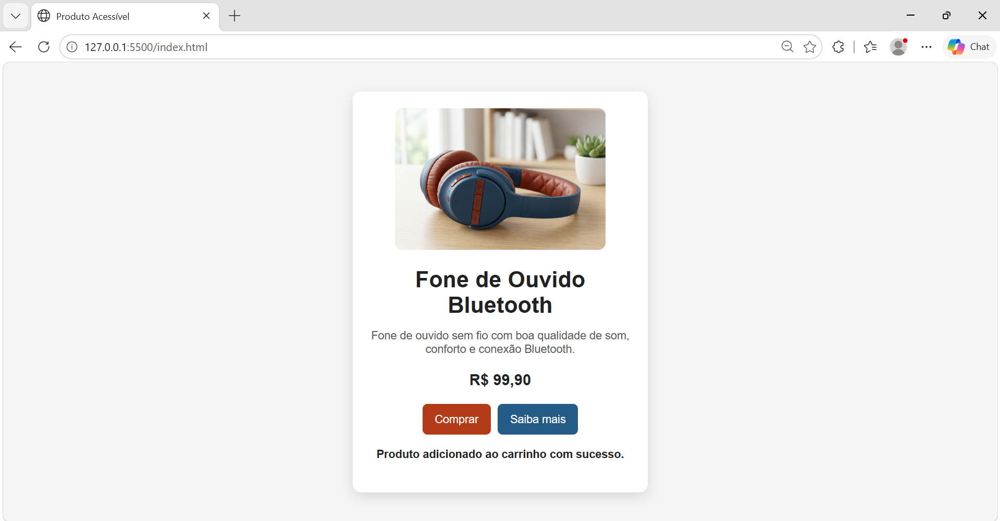 Produto Acessível
127.0.0.1:5500/index.html
Chat
Fone de Ouvido
Bluetooth
Fone de ouvido sem fio com boa qualidade de som,
conforto e conexão Bluetooth.
R$ 99,90
Comprar
Saiba mais
Produto adicionado ao carrinho com sucesso.